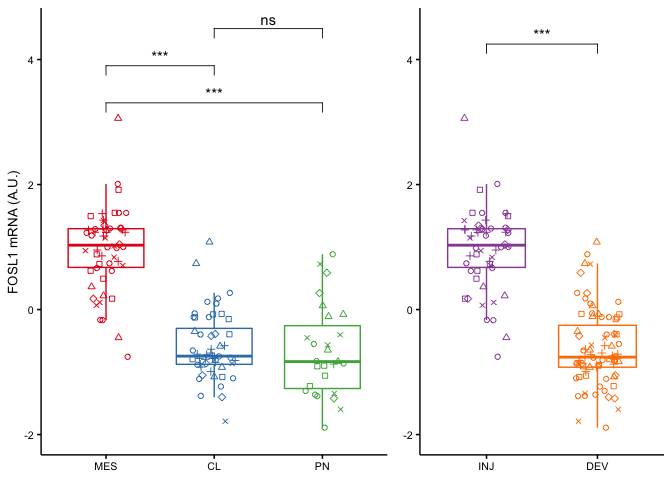 ns
***
***
***
FOSL1 mRNA (A.U.)
4
2
0
-2
4
2
0
-2
MES
CL
PN
INJ
DEV